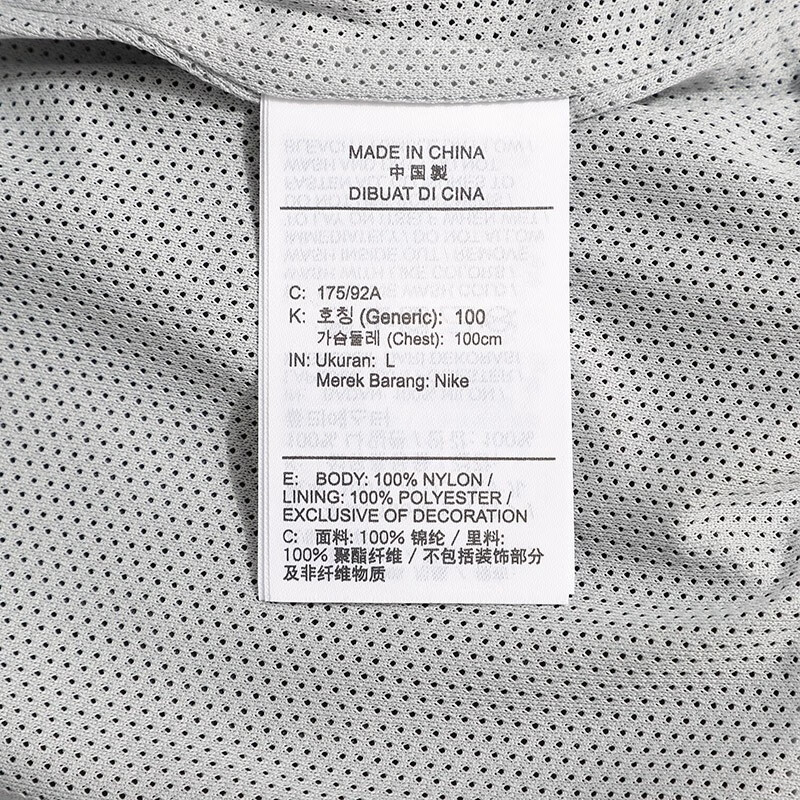 MADE IN CHINA
中国製
DIBUAT DI CINA
C: 175/92A
K: 호칭 (Generic): 100
가슴둘레 (Chest): 100cm
IN: Ukuran: L
Merek Barang: Nike
E: BODY: 100% NYLON /
LINING: 100% POLYESTER /
EXCLUSIVE OF DECORATION
C: 面料: 100% 锦纶 / 里料:
100% 聚酯纤维 / 不包括装饰部分
及非纤维物质